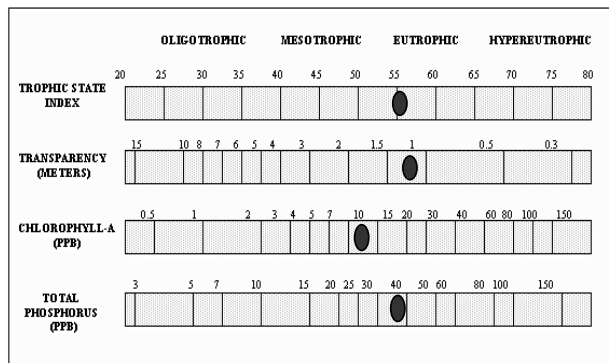 OLIGOTROPHIC MESOTROPHIC EUTROPHIC HYPEREUTROPHIC
20 25 30 35 40 45 50 55 60 65 70 75 80
TROPHIC STATE
INDEX
15 10 8 7 6 5 4 3 2 1.5 1 0.5 0.3
TRANSPARENCY
(METERS)
0.5 1 2 3 4 5 7 10 15 20 30 40 60 80 100 150
CHLOROPHYLL-A
(PPB)
3 5 7 10 15 20 25 30 40 50 60 80 100 150
TOTAL
PHOSPHORUS
(PPB)